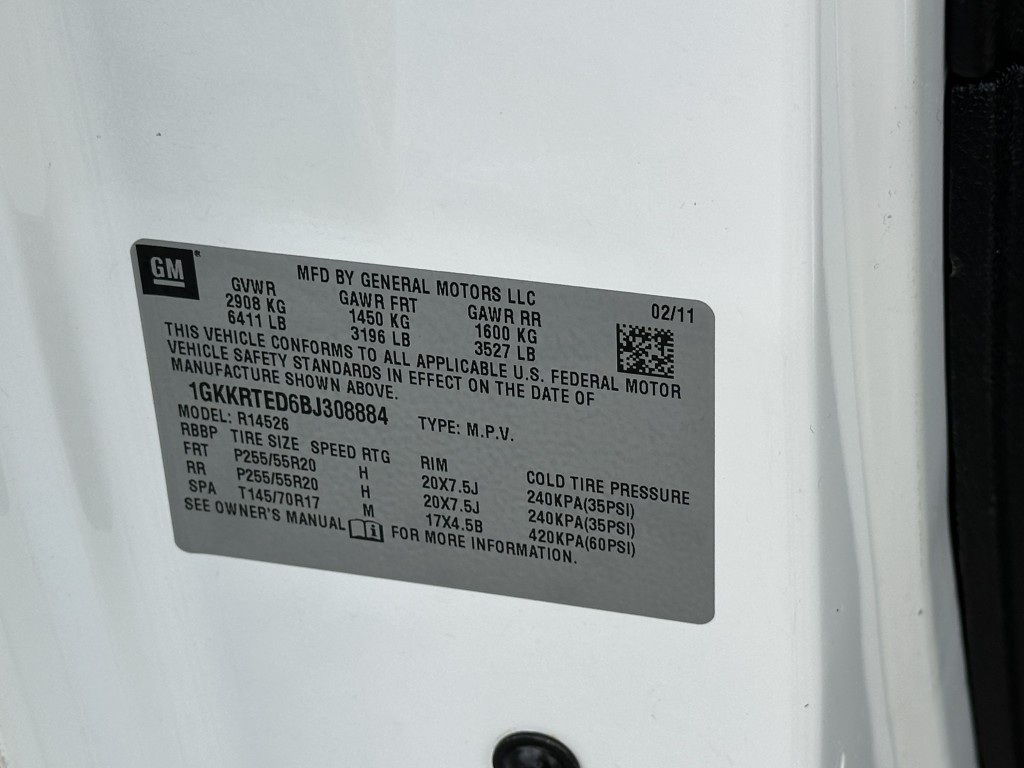 GM
MFD BY GENERAL MOTORS LLC 02/11
GVWR GAWR FRT GAWR RR
2908 KG 1450 KG 1600 KG
6411 LB 3196 LB 3527 LB
THIS VEHICLE CONFORMS TO ALL APPLICABLE U.S. FEDERAL MOTOR
VEHICLE SAFETY STANDARDS IN EFFECT ON THE DATE OF
MANUFACTURE SHOWN ABOVE.
1GKKRTED6BJ308884 TYPE: M.P.V.
MODEL: R14526
RBBP TIRE SIZE SPEED RTG RIM COLD TIRE PRESSURE
FRT P255/55R20 H 20X7.5J 240KPA(35PSI)
RR P255/55R20 H 20X7.5J 240KPA(35PSI)
SPA T145/70R17 M 17X4.5B 420KPA(60PSI)
SEE OWNER'S MANUAL i FOR MORE INFORMATION.